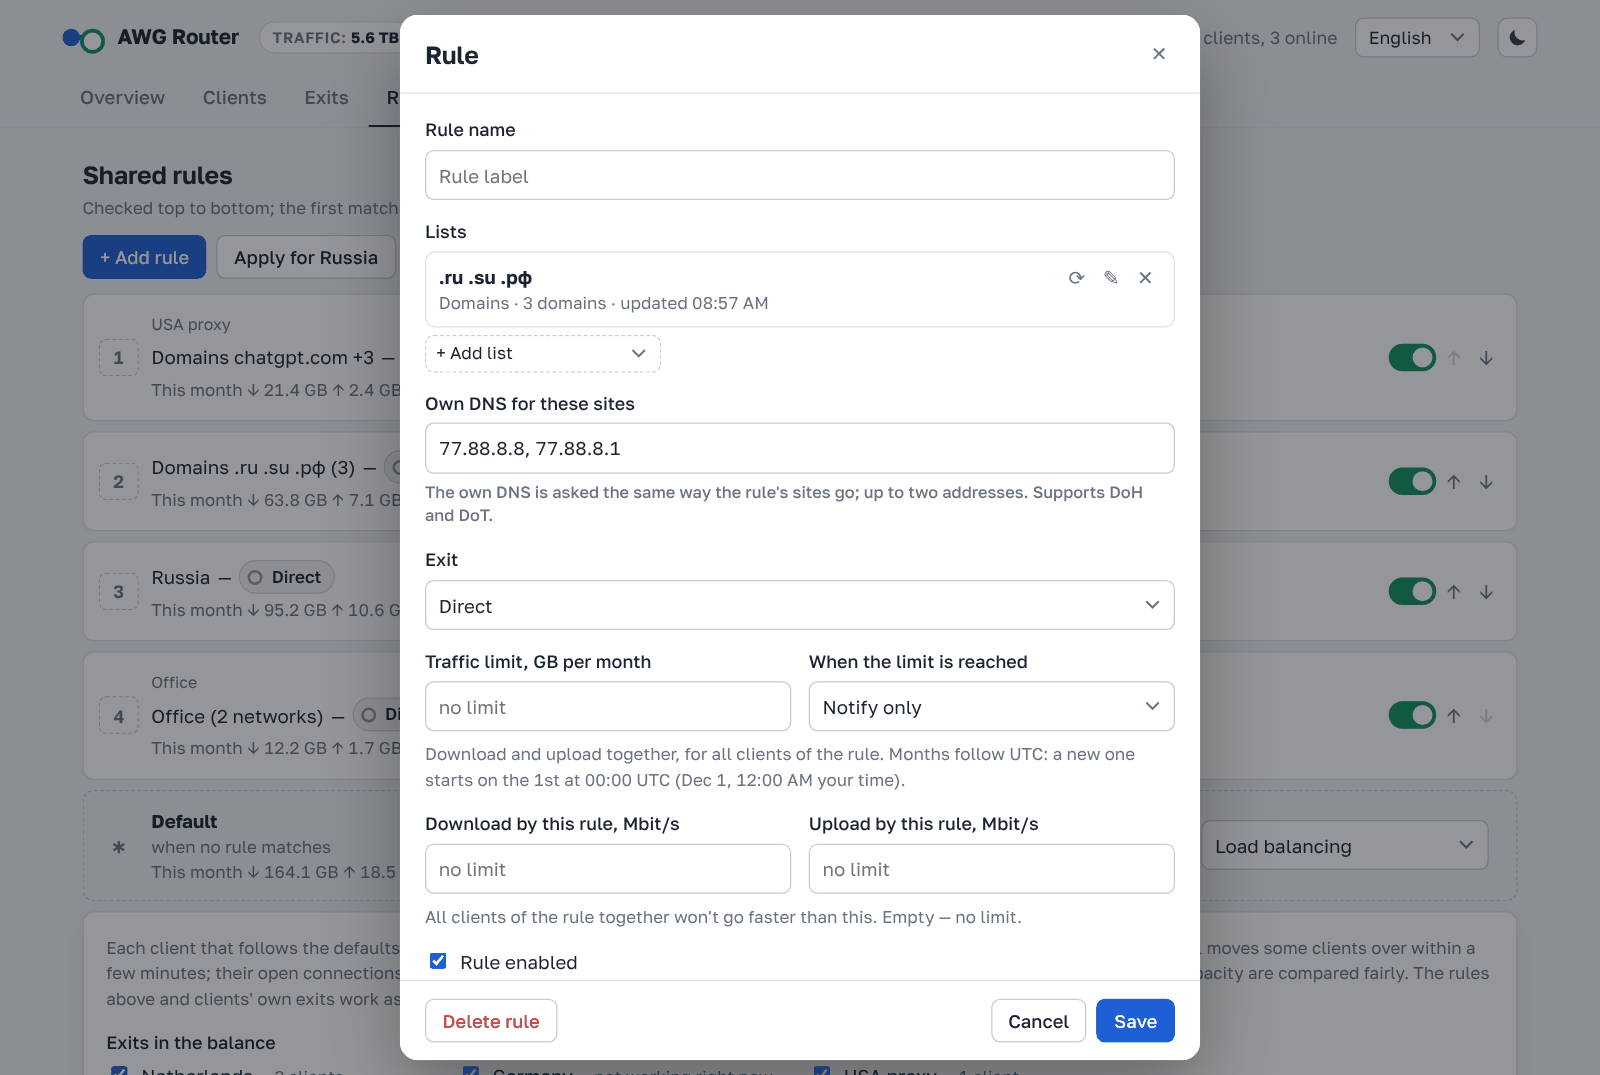 AWG Router
TRAFFIC: 5.6 TB
clients, 3 online
English
Overview
Clients
Exits
Shared rules
Checked top to bottom; the first match
+ Add rule
Apply for Russia
USA proxy
1
Domains chatgpt.com +3 —
This month ↓ 21.4 GB ↑ 2.4 GB
2
Domains .ru .su .рф (3) —
This month ↓ 63.8 GB ↑ 7.1 GB
3
Russia — Direct
This month ↓ 95.2 GB ↑ 10.6 G
Office
4
Office (2 networks) — Di
This month ↓ 12.2 GB ↑ 1.7 GB
Default
* when no rule matches
This month ↓ 164.1 GB ↑ 18.5
Load balancing
Each client that follows the defaults
moves some clients over within a
few minutes; their open connections
pacity are compared fairly. The rules
above and clients' own exits work as
Exits in the balance
Rule
×
Rule name
Rule label
Lists
.ru .su .рф
⟳ ✎ ✕
Domains · 3 domains · updated 08:57 AM
+ Add list
Own DNS for these sites
77.88.8.8, 77.88.8.1
The own DNS is asked the same way the rule's sites go; up to two addresses. Supports DoH
and DoT.
Exit
Direct
Traffic limit, GB per month
When the limit is reached
no limit
Notify only
Download and upload together, for all clients of the rule. Months follow UTC: a new one
starts on the 1st at 00:00 UTC (Dec 1, 12:00 AM your time).
Download by this rule, Mbit/s
Upload by this rule, Mbit/s
no limit
no limit
All clients of the rule together won't go faster than this. Empty — no limit.
Rule enabled
Delete rule
Cancel
Save